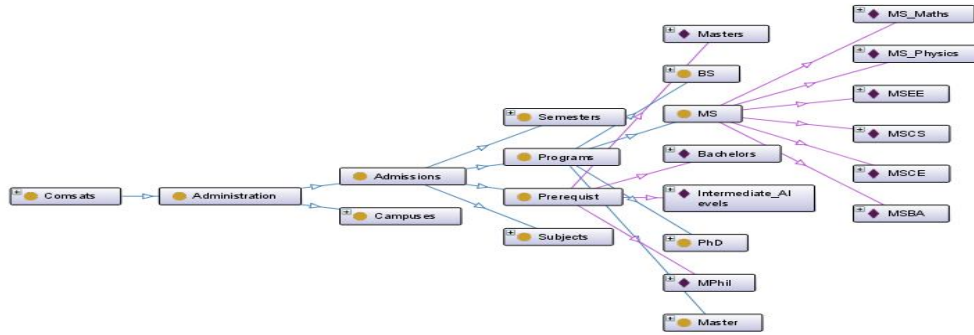 Comsats
Administration
Admissions
Campuses
Semesters
Programs
Prerequist
Subjects
Masters
BS
MS
Bachelors
Intermediate_Al
evels
PhD
MPhil
Master
MS_Maths
MS_Physics
MSEE
MSCS
MSCE
MSBA